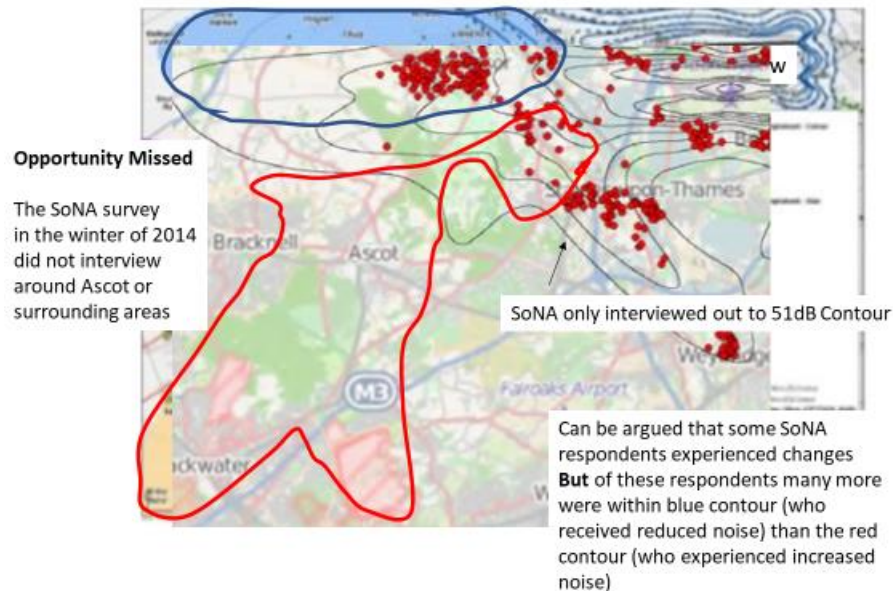 Opportunity Missed
The SoNA survey
in the winter of 2014
did not interview
around Ascot or
surrounding areas
W
Bracknell
Ascot
-upon-Thames
SoNA only interviewed out to 51dB Contour
M3
Fairoaks Airport
ackwater
W
Can be argued that some SoNA
respondents experienced changes
But of these respondents many more
were within blue contour (who
received reduced noise) than the red
contour (who experienced increased
noise)